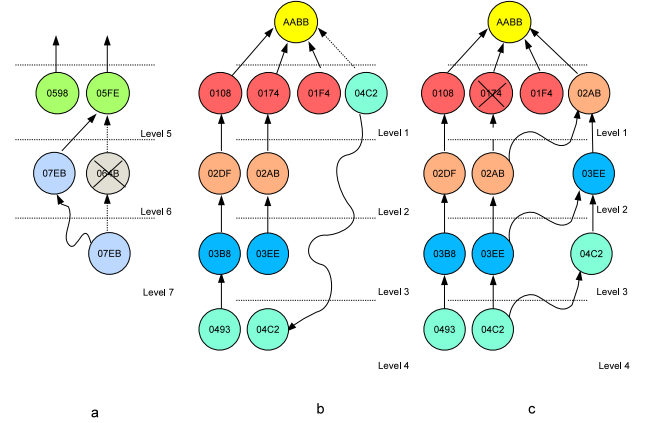 AABB
AABB
0598
05FE
0108
0174
01F4
04C2
0108
0174
01F4
02AB
Level 5
Level 1
Level 1
07EB
064B
02DF
02AB
02DF
02AB
03EE
Level 6
Level 2
Level 2
07EB
03B8
03EE
03B8
03EE
04C2
Level 7
Level 3
Level 3
0493
04C2
0493
04C2
Level 4
Level 4
a
b
c